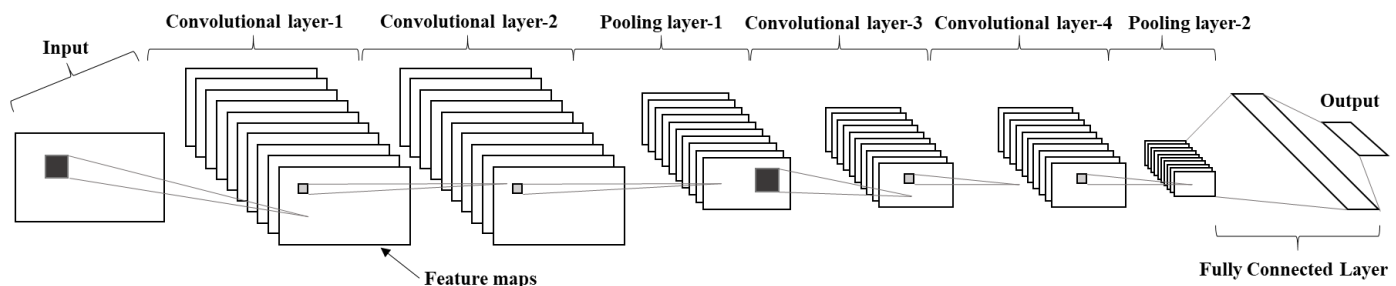 Input
Convolutional layer-1
Convolutional layer-2
Pooling layer-1
Convolutional layer-3
Convolutional layer-4
Pooling layer-2
Output
Feature maps
Fully Connected Layer